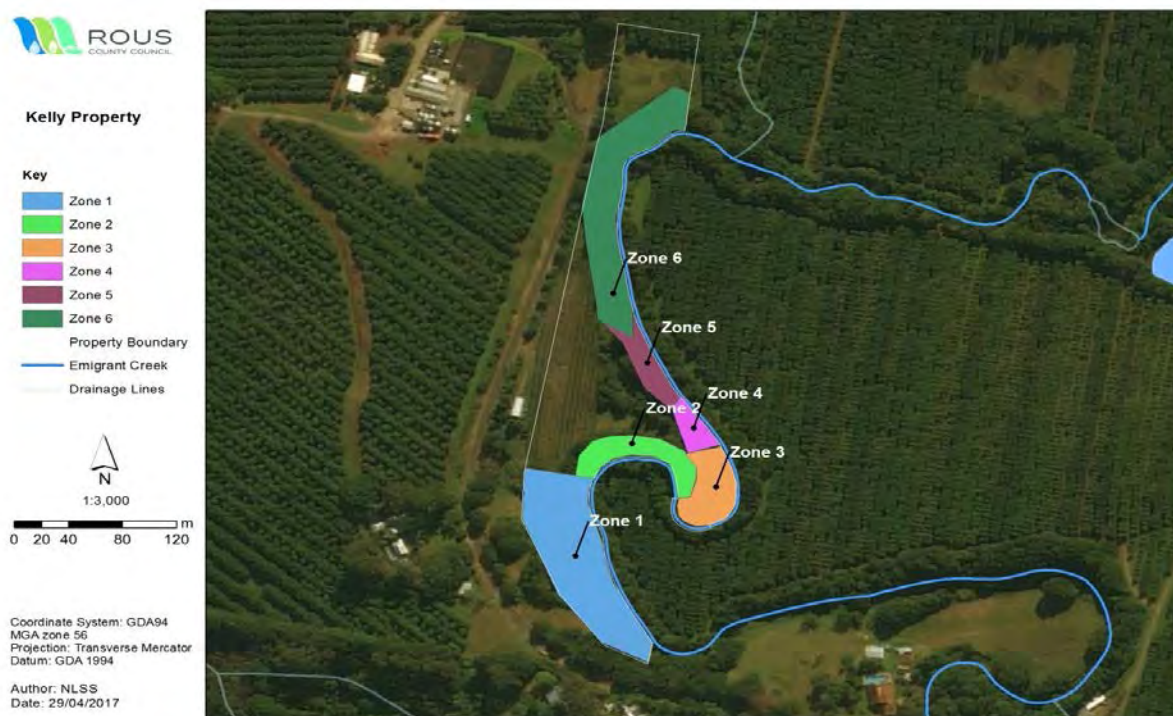 ROUS
COUNTY COUNCIL
Kelly Property
Key
Zone 1
Zone 2
Zone 3
Zone 4
Zone 5
Zone 6
Property Boundary
Emigrant Creek
Drainage Lines
N
1:3,000
m
0 20 40 80 120
Coordinate System: GDA94
MGA zone 56
Projection: Transverse Mercator
Datum: GDA 1994
Author: NLSS
Date: 29/04/2017
Zone 6
Zone 5
Zone 4
Zone 2
Zone 3
Zone 1